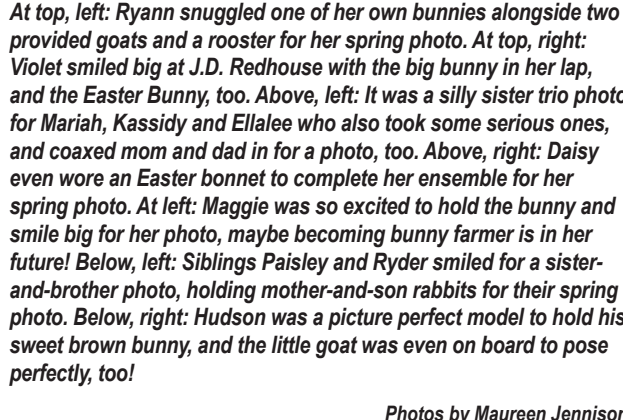 At top, left: Ryann snuggled one of her own bunnies alongside two
provided goats and a rooster for her spring photo. At top, right:
Violet smiled big at J.D. Redhouse with the big bunny in her lap,
and the Easter Bunny, too. Above, left: It was a silly sister trio photo
for Mariah, Kassidy and Ellalee who also took some serious ones,
and coaxed mom and dad in for a photo, too. Above, right: Daisy
even wore an Easter bonnet to complete her ensemble for her
spring photo. At left: Maggie was so excited to hold the bunny and
smile big for her photo, maybe becoming bunny farmer is in her
future! Below, left: Siblings Paisley and Ryder smiled for a sister-
and-brother photo, holding mother-and-son rabbits for their spring
photo. Below, right: Hudson was a picture perfect model to hold his
sweet brown bunny, and the little goat was even on board to pose
perfectly, too!
Photos by Maureen Jennison